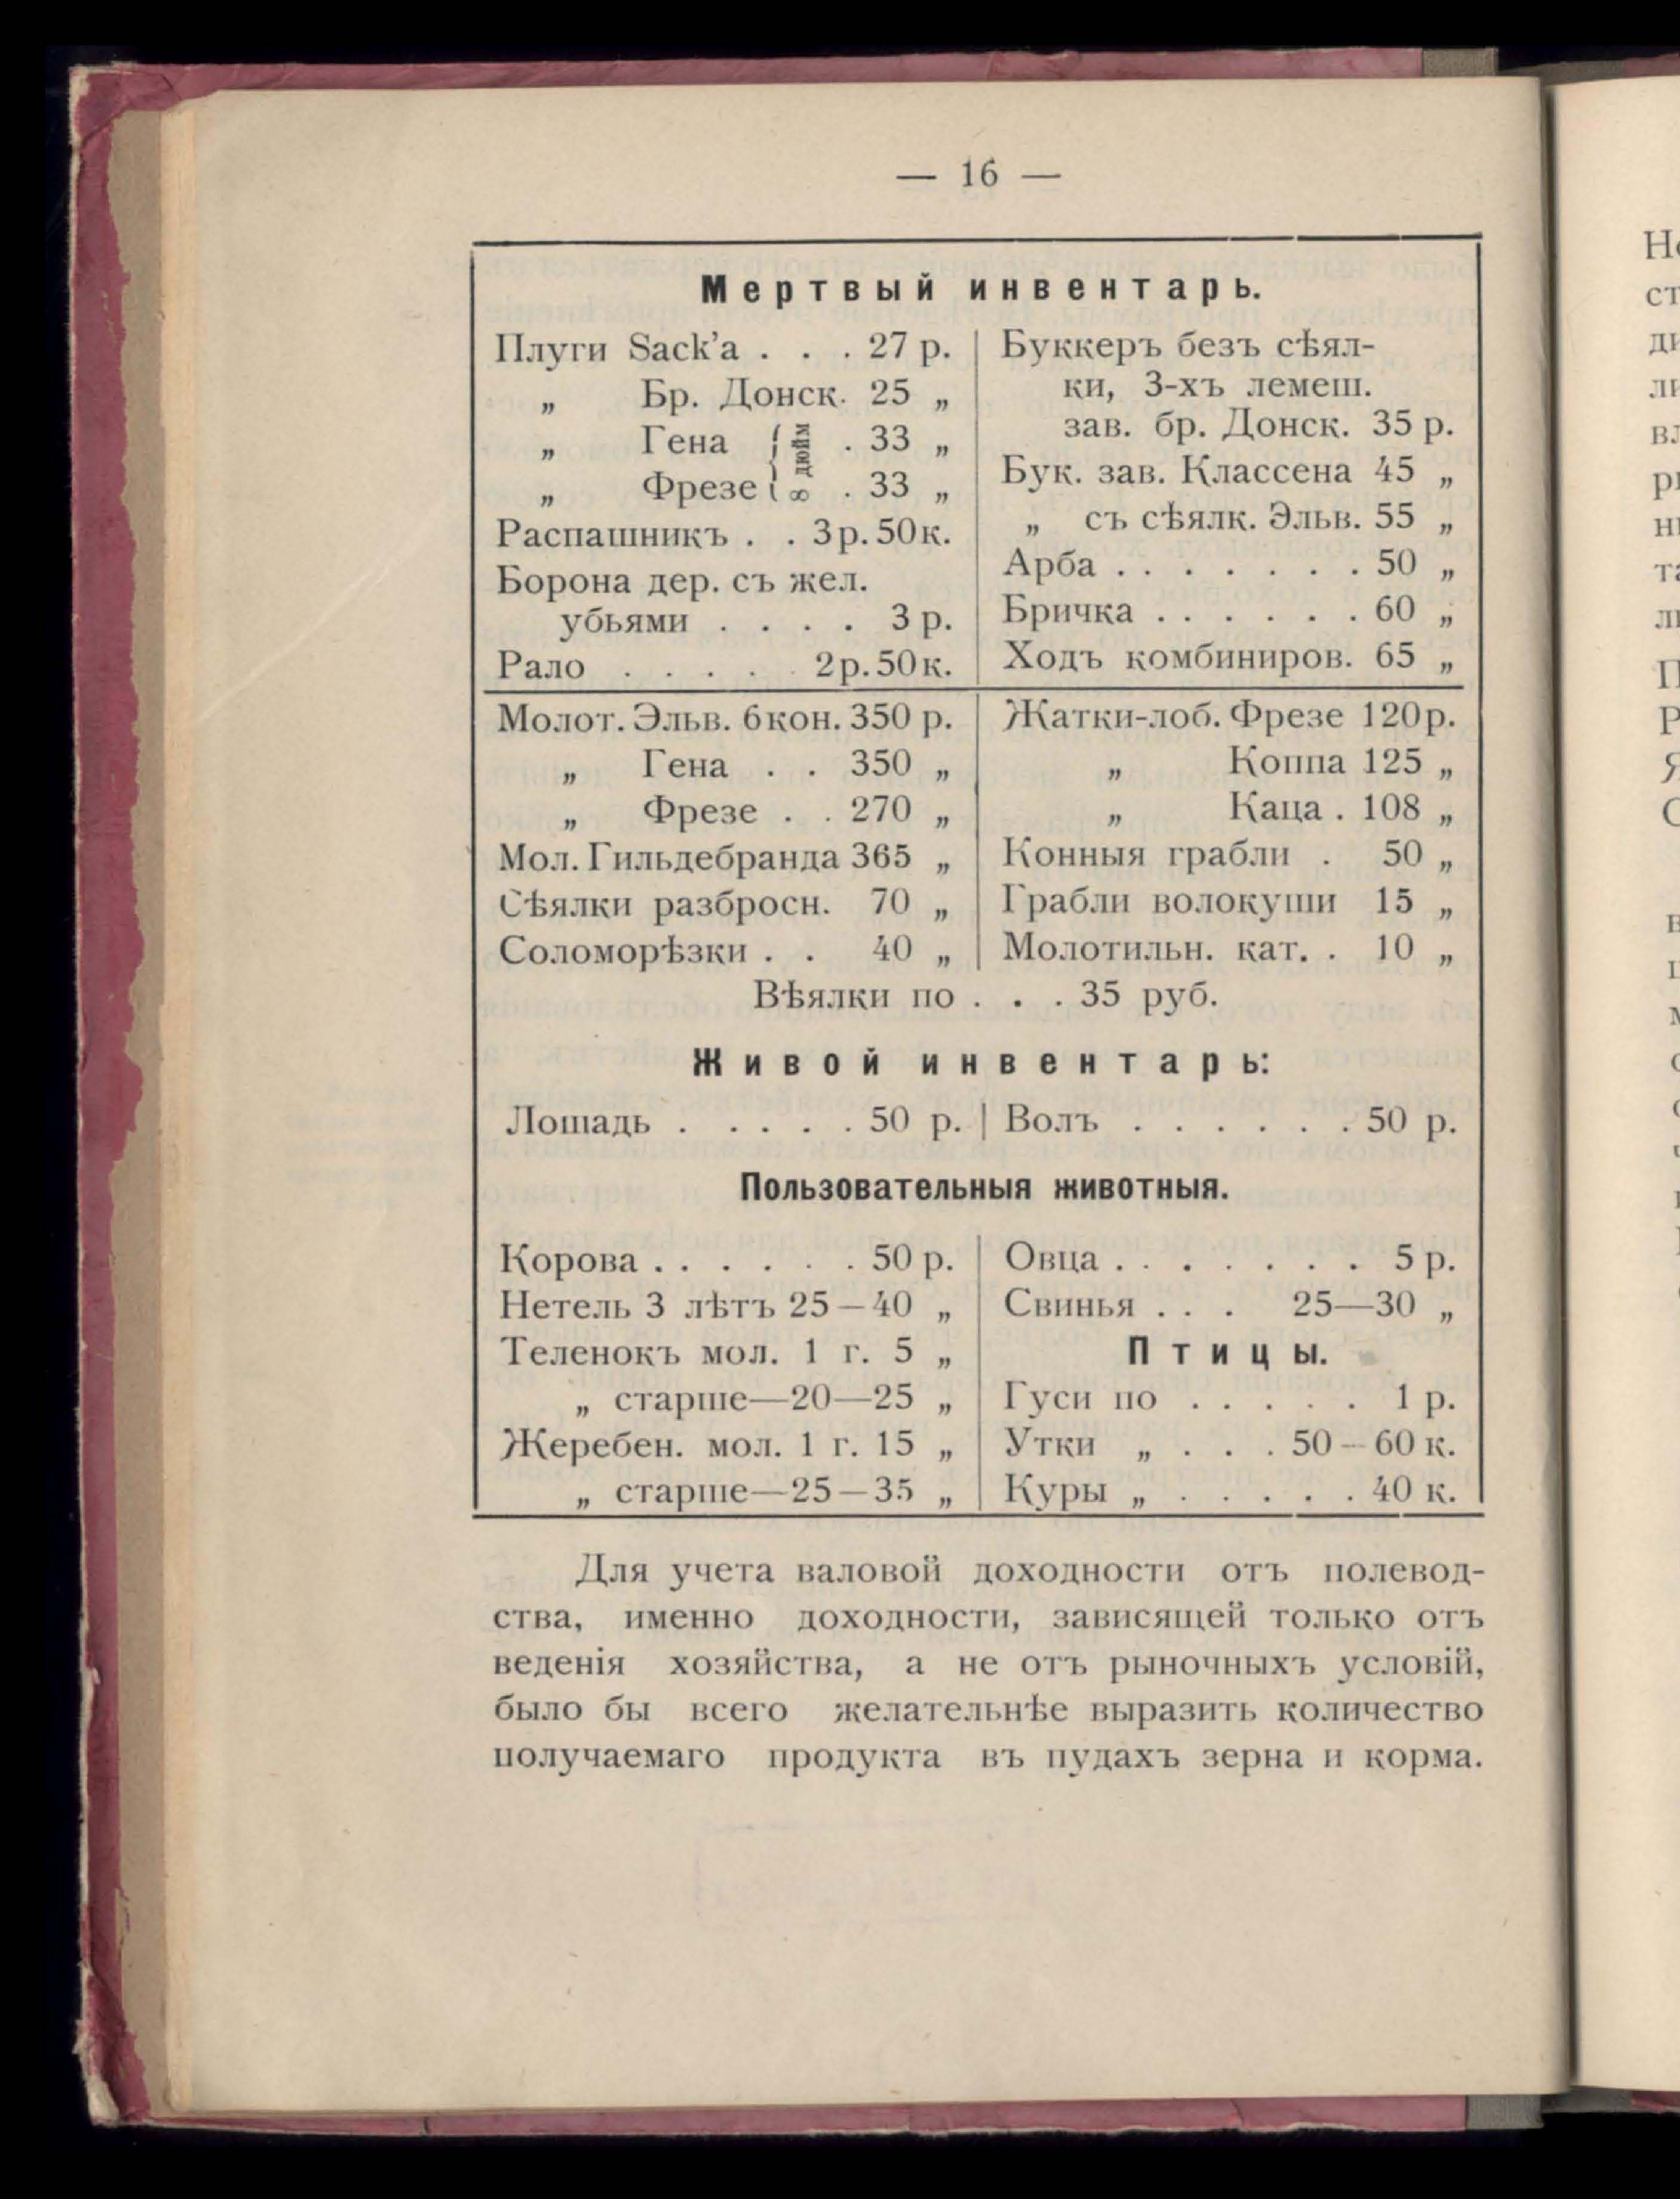 — 16 —
Мертвый инвентарь.
Плуги Sack’a . . . 27 р.
„ Бр. Донск. 25 „
„ Гена . 33 „
„ Фрезе . 33 „
8 дюйм
Распашникъ . . 3 р. 50 к.
Борона дер. съ жел.
убьями . . . . 3 р.
Рало . . . . . 2 р. 50 к.
Буккеръ безъ сѣял-
ки, 3-хъ лемеш.
зав. бр. Донск. 35 р.
Бук. зав. Классена 45 „
„ съ сѣялк. Эльв. 55 „
Арба . . . . . . . 50 „
Бричка . . . . . . 60 „
Ходъ комбиниров. 65 „
Молот. Эльв. 6 кон. 350 р.
„ Гена . . 350 „
„ Фрезе . . 270 „
Мол. Гильдебранда 365 „
Сѣялки разбросн. 70 „
Соломорѣзки . . 40 „
Жатки-лоб. Фрезе 120 р.
„ Коппа 125 „
„ Каца . 108 „
Конныя грабли . 50 „
Грабли волокуши 15 „
Молотильн. кат. . 10 „
Вѣялки по . . . 35 руб.
Живой инвентарь:
Лошадь . . . . . 50 р.
Волъ . . . . . . 50 р.
Пользовательныя животныя.
Корова . . . . . . 50 р.
Нетель 3 лѣтъ 25—40 „
Теленокъ мол. 1 г. 5 „
„ старше—20—25 „
Жеребен. мол. 1 г. 15 „
„ старше—25—35 „
Овца . . . . . . . 5 р.
Свинья . . . 25—30 „
Птицы.
Гуси по . . . . . 1 р.
Утки „ . . . 50—60 к.
Куры „ . . . . . 40 к.
Для учета валовой доходности отъ полевод-
ства, именно доходности, зависящей только отъ
веденія хозяйства, а не отъ рыночныхъ условій,
было бы всего желательнѣе выразить количество
получаемаго продукта въ пудахъ зерна и корма.